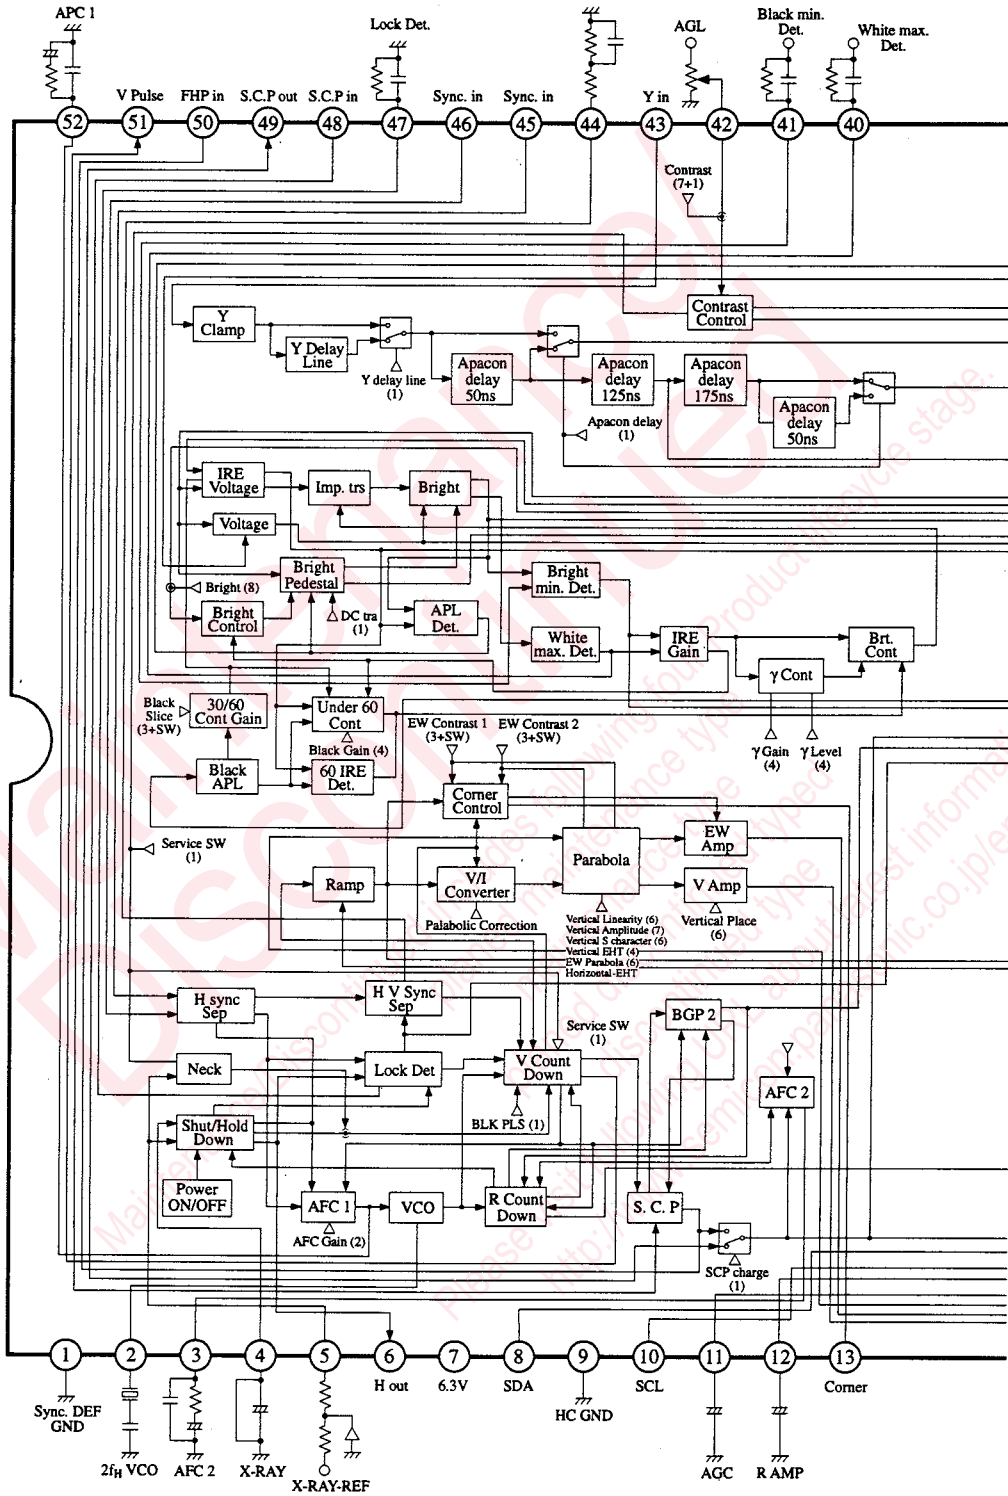 APC 1
Lock Det.
AGL
Black min.
Det.
White max.
Det.
V Pulse
FHP in
S.C.P out
S.C.P in
Sync. in
Sync. in
Y in
52
51
50
49
48
47
46
45
44
43
42
41
40
Contrast
(7+1)
Contrast
Control
Y
Clamp
Y Delay
Line
Y delay line
(1)
Apacon
delay
50ns
Apacon
delay
125ns
Apacon
delay
175ns
Apacon
delay
50ns
Apacon delay
(1)
IRE
Voltage
Imp. trs
Bright
Voltage
Bright
Pedestal
Bright (8)
Bright
Control
DC tra
(1)
APL
Det.
Bright
min. Det.
White
max. Det.
IRE
Gain
Brt.
Cont
γ Cont
γ Gain
(4)
γ Level
(4)
Black
Slice
(3+SW)
30/60
Cont Gain
Under 60
Cont
Black Gain (4)
EW Contrast 1
(3+SW)
EW Contrast 2
(3+SW)
Black
APL
60 IRE
Det.
Corner
Control
EW
Amp
Service SW
(1)
Parabola
Ramp
V/I
Converter
V Amp
Palabolic Correction
Vertical Place
(6)
Vertical Linearity (6)
Vertical Amplitude (7)
Vertical S character (6)
Vertical EHT (4)
EW Parabola (6)
Horizontal-EHT
H sync
Sep
H V Sync
Sep
BGP 2
Service SW
(1)
Neck
Lock Det
V Count
Down
AFC 2
BLK PLS (1)
Shut/Hold
Down
Power
ON/OFF
AFC 1
VCO
R Count
Down
S. C. P
AFC Gain (2)
SCP charge
(1)
1
2
3
4
5
6
7
8
9
10
11
12
13
Sync. DEF
GND
H out
6.3V
SDA
HC GND
SCL
Corner
2fH VCO
AFC 2
X-RAY
X-RAY-REF
AGC
R AMP
Maintenance/
Discontinued